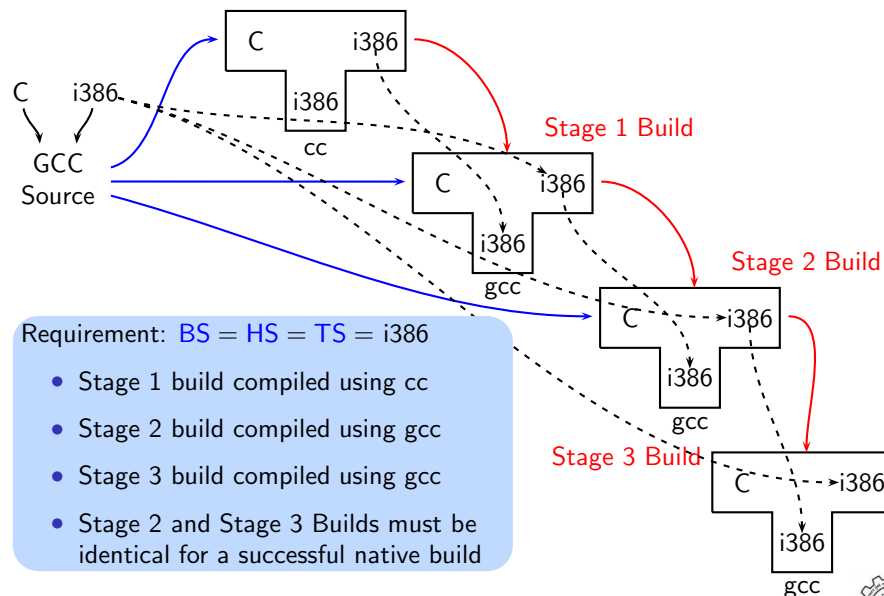 C i386
i386
cc
C i386
GCC
Source
Stage 1 Build
C i386
i386
gcc
Stage 2 Build
C i386
i386
gcc
Requirement: BS = HS = TS = i386
• Stage 1 build compiled using cc
• Stage 2 build compiled using gcc
• Stage 3 build compiled using gcc
• Stage 2 and Stage 3 Builds must be
identical for a successful native build
Stage 3 Build
C i386
i386
gcc